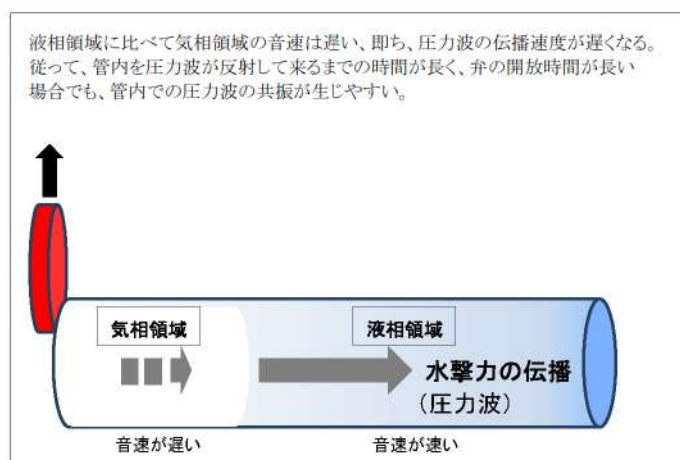 液相領域に比べて気相領域の音速は遅い、即ち、圧力波の伝播速度が遅くなる。
従って、管内を圧力波が反射して来るまでの時間が長く、弁の開放時間が長い
場合でも、管内での圧力波の共振が生じやすい。
気相領域
液相領域
水撃力の伝播
（圧力波）
音速が遅い
音速が速い